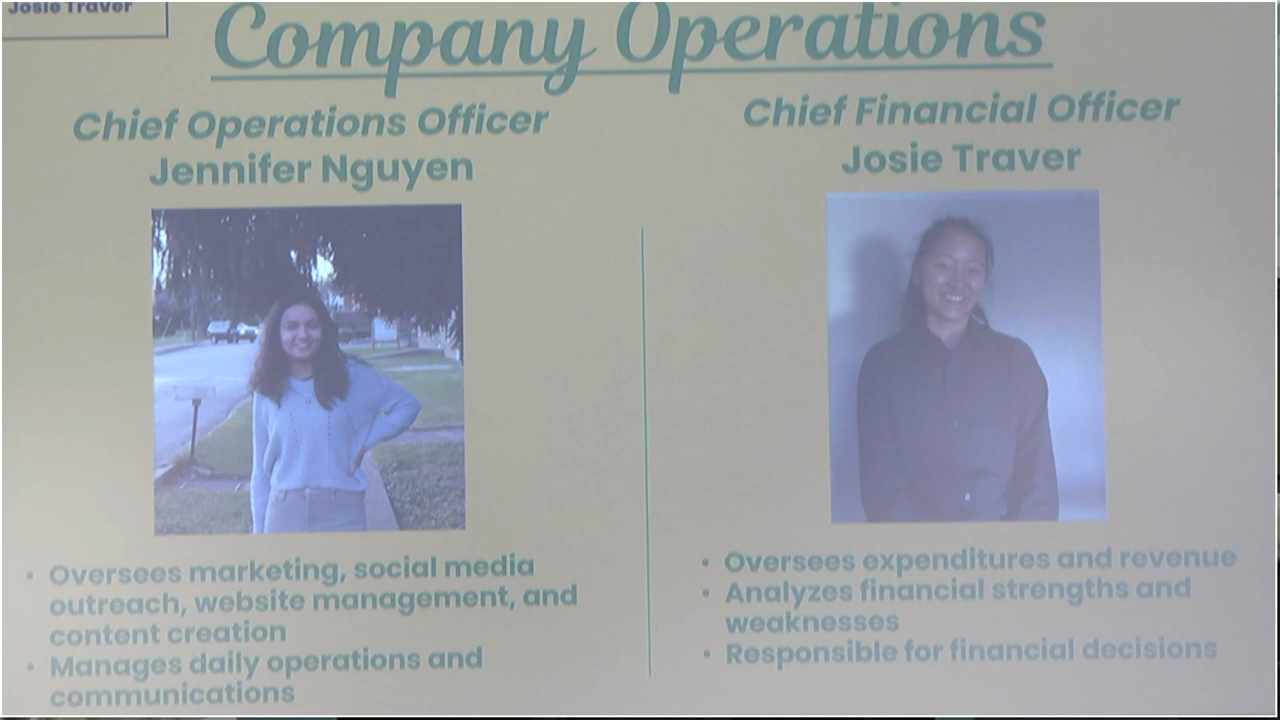 Josie Traver
Company Operations
Chief Operations Officer
Jennifer Nguyen
• Oversees marketing, social media
outreach, website management, and
content creation
• Manages daily operations and
communications
Chief Financial Officer
Josie Traver
• Oversees expenditures and revenue
• Analyzes financial strengths and
weaknesses
• Responsible for financial decisions